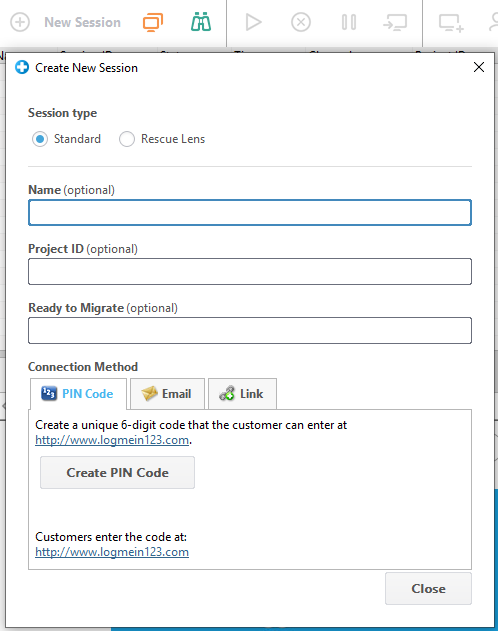 New Session
Create New Session
Session type
Standard
Rescue Lens
Name (optional)
Project ID (optional)
Ready to Migrate (optional)
Connection Method
PIN Code
Email
Link
Create a unique 6-digit code that the customer can enter at
http://www.logmein123.com.
Create PIN Code
Customers enter the code at:
http://www.logmein123.com
Close